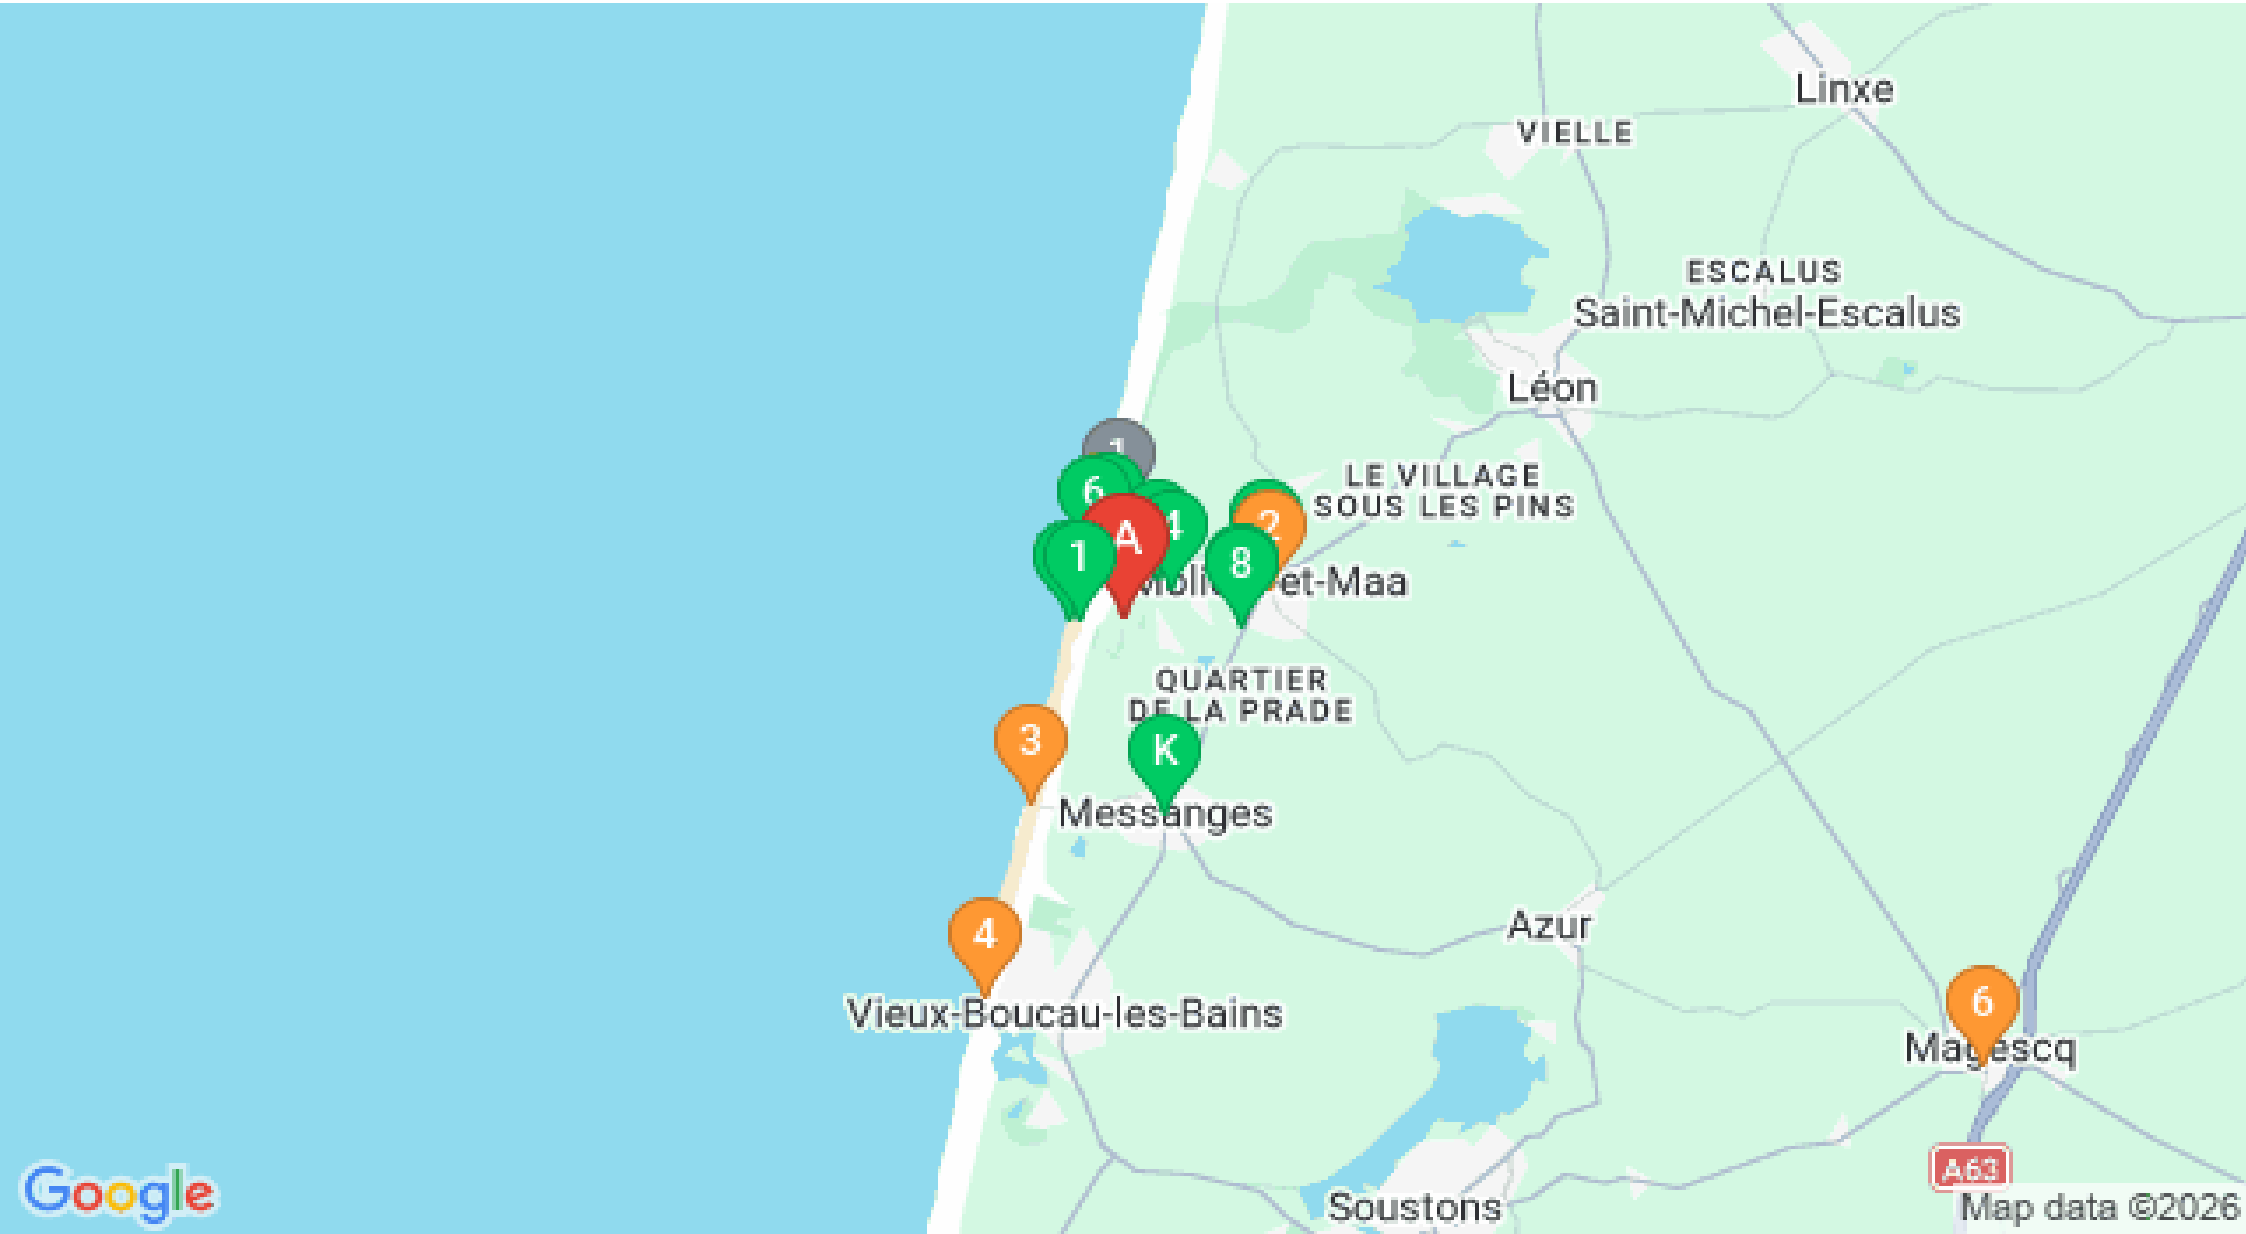 Linxe
VIELLE
ESCALUS
Saint-Michel-Escalus
Léon
1
6
LE VILLAGE
SOUS LES PINS
4
2
A
1
8
et-Maa
QUARTIER
DE LA PRADE
3
K
Messanges
Azur
4
6
Vieux-Boucau-les-Bains
Magescq
A63
Google
Soustons
Map data ©2026